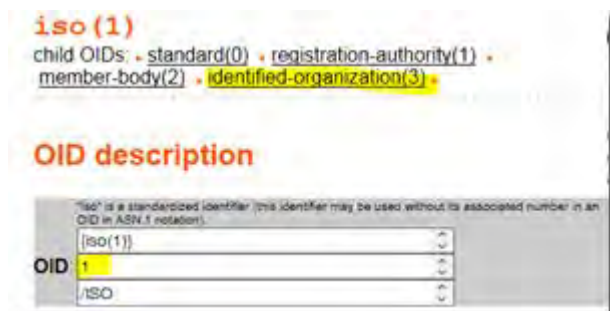 iso(1)
child OIDs: • standard(0) • registration-authority(1) •
member-body(2) • identified-organization(3) •
OID description
"iso" is a standardized identifier (this identifier may be used without its associated number in an
OID in ASN.1 notation).
{iso(1)}
OID 1
/ISO